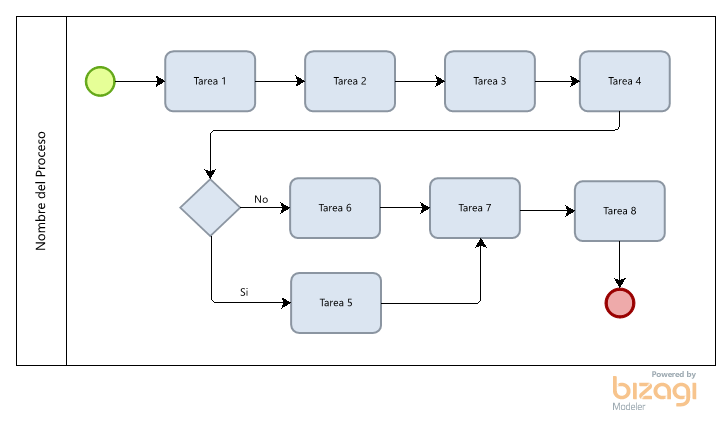 Nombre del Proceso
Tarea 1
Tarea 2
Tarea 3
Tarea 4
No
Tarea 6
Tarea 7
Tarea 8
Si
Tarea 5
Powered by
bizagi
Modeler